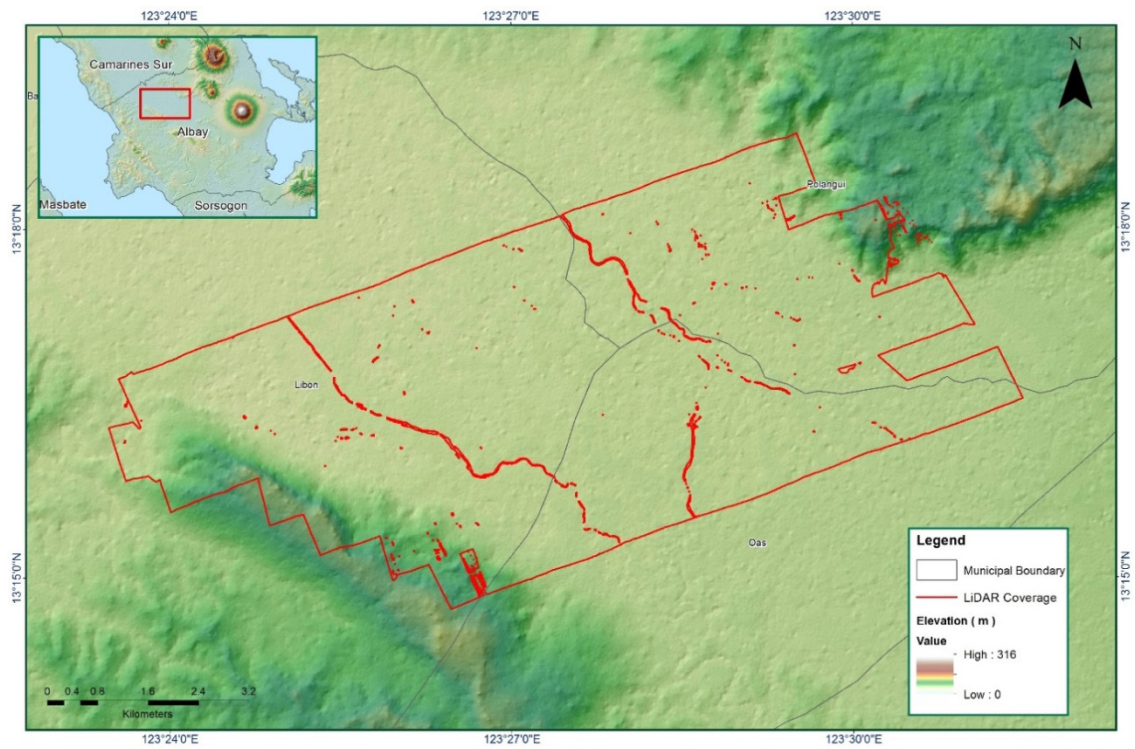 123°24'0"E
123°27'0"E
123°30'0"E
Camarines Sur
Albay
Masbate
Sorsogon
Ba
N
Polangui
13°18'0"N
13°18'0"N
Libon
Oas
13°15'0"N
13°15'0"N
Legend
Municipal Boundary
LiDAR Coverage
Elevation ( m )
Value
High : 316
Low : 0
0 0.4 0.8 1.6 2.4 3.2
Kilometers
123°24'0"E
123°27'0"E
123°30'0"E